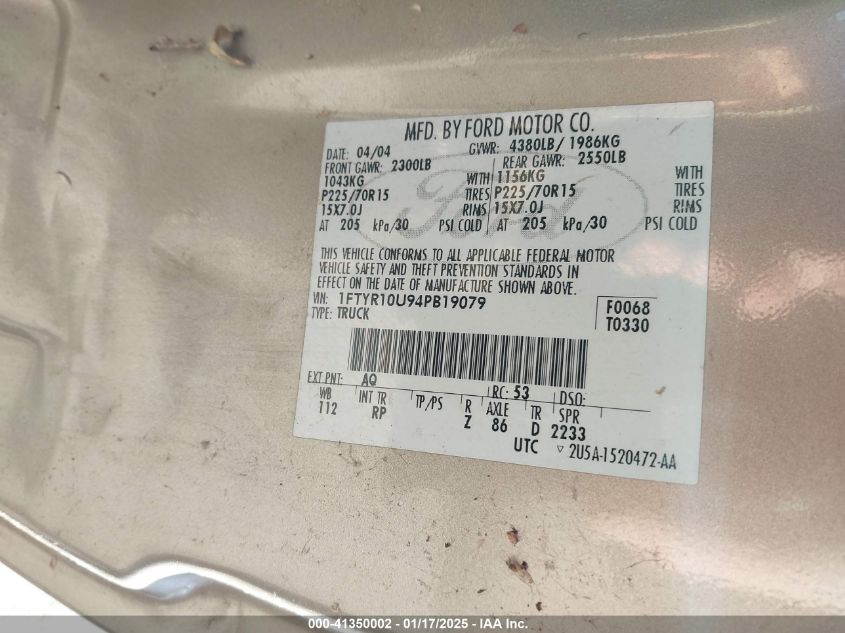 MFD. BY FORD MOTOR CO.
DATE: 04/04 GVWR: 4380LB/ 1986KG
FRONT GAWR: 2300LB REAR GAWR: 2550LB
1043KG WITH 1156KG WITH
P225/70R15 TIRES P225/70R15 TIRES
15X7.0J RIMS 15X7.0J RIMS
AT 205 kPa/30 PSI COLD AT 205 kPa/30 PSI COLD
Ford
THIS VEHICLE CONFORMS TO ALL APPLICABLE FEDERAL MOTOR
VEHICLE SAFETY AND THEFT PREVENTION STANDARDS IN
EFFECT ON THE DATE OF MANUFACTURE SHOWN ABOVE.
VIN: 1FTYR10U94PB19079 F0068
TYPE: TRUCK T0330
EXT PNT: AQ RC: 53 DSO:
WB INT TR TP/PS R AXLE TR SPR
112 RP Z 86 D 2233
UTC ▽ 2U5A-1520472-AA
000-41350002 - 01/17/2025 - IAA Inc.